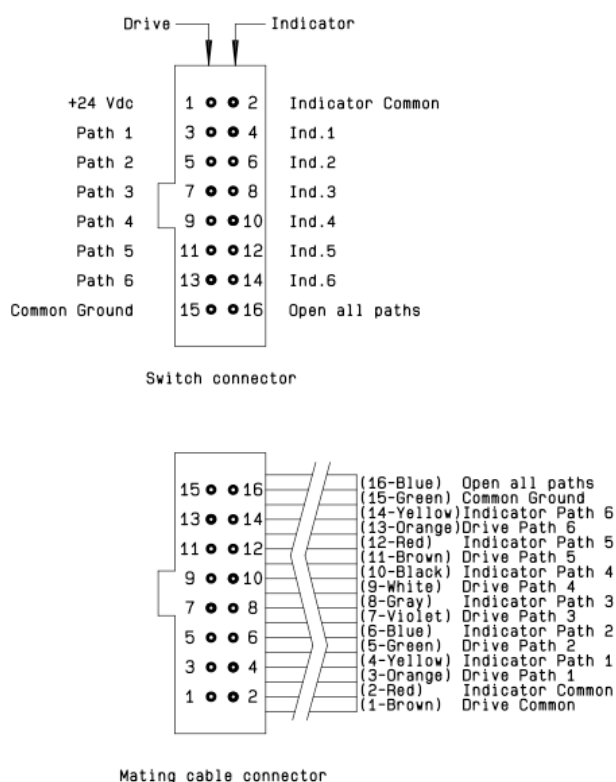 Drive Indicator
+24 Vdc 1 2 Indicator Common
Path 1 3 4 Ind.1
Path 2 5 6 Ind.2
Path 3 7 8 Ind.3
Path 4 9 10 Ind.4
Path 5 11 12 Ind.5
Path 6 13 14 Ind.6
Common Ground 15 16 Open all paths
Switch connector
15 16
13 14
11 12
9 10
7 8
5 6
3 4
1 2
(16-Blue) Open all paths
(15-Green) Common Ground
(14-Yellow) Indicator Path 6
(13-Orange) Drive Path 6
(12-Red) Indicator Path 5
(11-Brown) Drive Path 5
(10-Black) Indicator Path 4
(9-White) Drive Path 4
(8-Gray) Indicator Path 3
(7-Violet) Drive Path 3
(6-Blue) Indicator Path 2
(5-Green) Drive Path 2
(4-Yellow) Indicator Path 1
(3-Orange) Drive Path 1
(2-Red) Indicator Common
(1-Brown) Drive Common
Mating cable connector